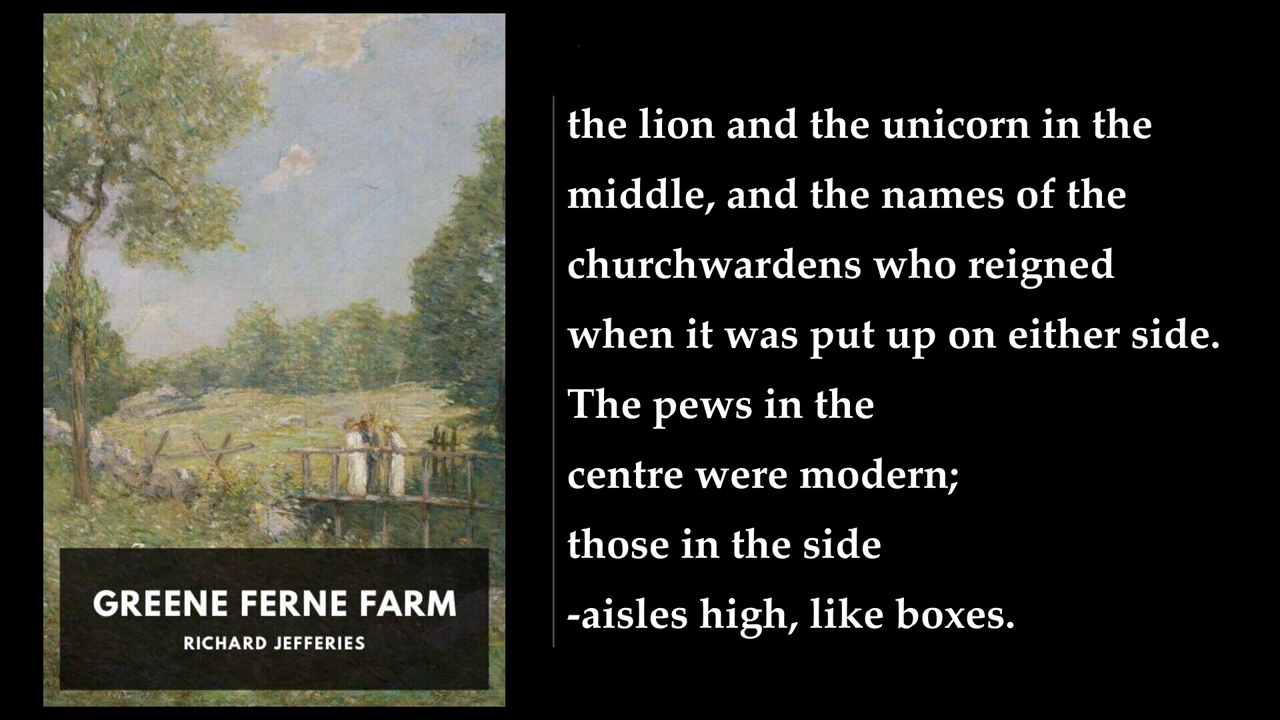 GREENE FERNE FARM
RICHARD JEFFERIES
the lion and the unicorn in the
middle, and the names of the
churchwardens who reigned
when it was put up on either side.
The pews in the
centre were modern;
those in the side
-aisles high, like boxes.